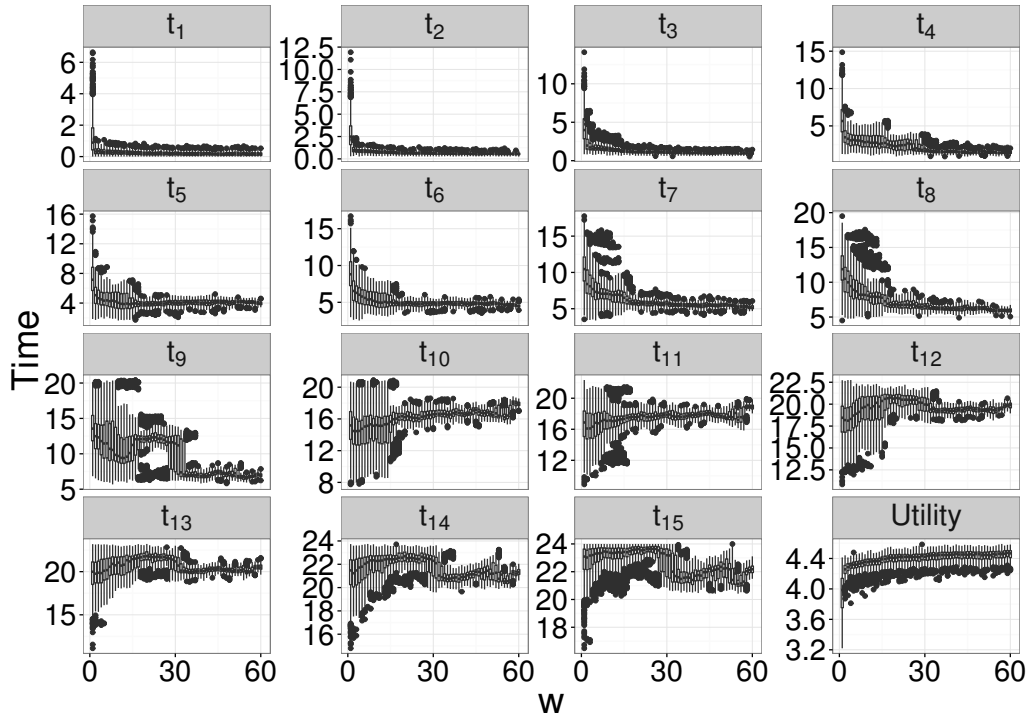 t₁ t₂ t₃ t₄
6 4 2 0
12.5 10.0 7.5 5.0 2.5 0.0
10 5 0
15 10 5
t₅ t₆ t₇ t₈
16 12 8 4
15 10 5
15 10 5
20 15 10 5
t₉ t₁₀ t₁₁ t₁₂
20 15 10 5
20 16 12 8
20 16 12
22.5 20.0 17.5 15.0 12.5
t₁₃ t₁₄ t₁₅ Utility
20 15
24 22 20 18 16 14
24 22 20 18 16
4.4 4.0 3.6 3.2
0 30 60 0 30 60 0 30 60 0 30 60
Time
w